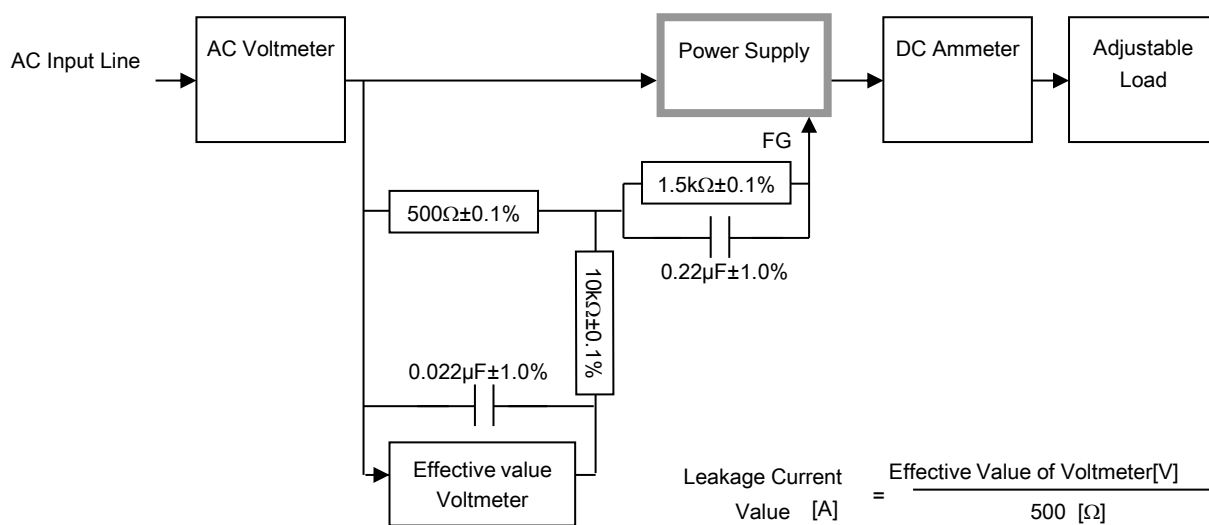 AC Input Line
AC Voltmeter
Power Supply
DC Ammeter
Adjustable
Load
FG
1.5kΩ±0.1%
500Ω±0.1%
0.22µF±1.0%
10kΩ±0.1%
0.022µF±1.0%
Effective value
Voltmeter
Leakage Current
Value [A]
=
Effective Value of Voltmeter[V]
500 [Ω]